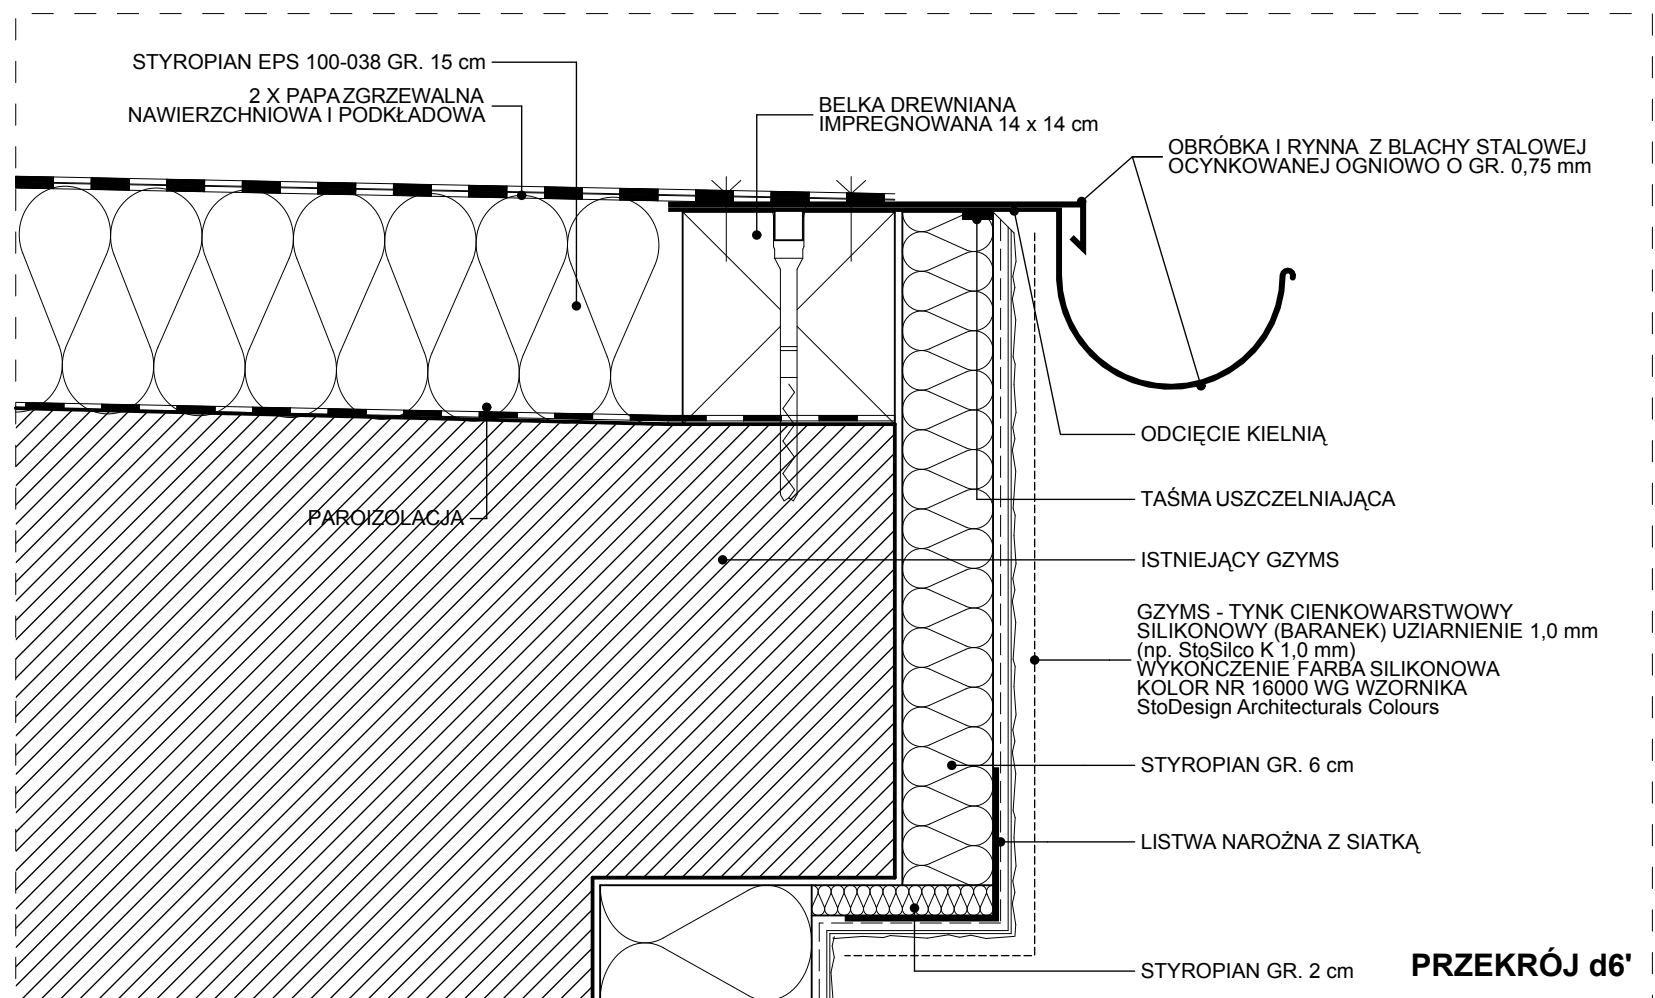 STYROPIAN EPS 100-038 GR. 15 cm
2 X PAPA ZGRZEWALNA
NAWIERZCHNIOWA I PODKŁADOWA
BELKA DREWNIANA
IMPREGNOWANA 14 x 14 cm
OBRÓBKA I RYNNA Z BLACHY STALOWEJ
OCYNKOWANEJ OGNIOWO O GR. 0,75 mm
ODCIĘCIE KIELNIĄ
TAŚMA USZCZELNIAJĄCA
PAROIZOLACJA
ISTNIEJĄCY GZYMS
GZYMS - TYNK CIENKOWARSTWOWY
SILIKONOWY (BARANEK) UZIARNIENIE 1,0 mm
(np. StoSilco K 1,0 mm)
WYKOŃCZENIE FARBA SILIKONOWA
KOLOR NR 16000 WG WZORNIKA
StoDesign Architecturals Colours
STYROPIAN GR. 6 cm
LISTWA NAROŻNA Z SIATKĄ
STYROPIAN GR. 2 cm
PRZEKRÓJ d6'